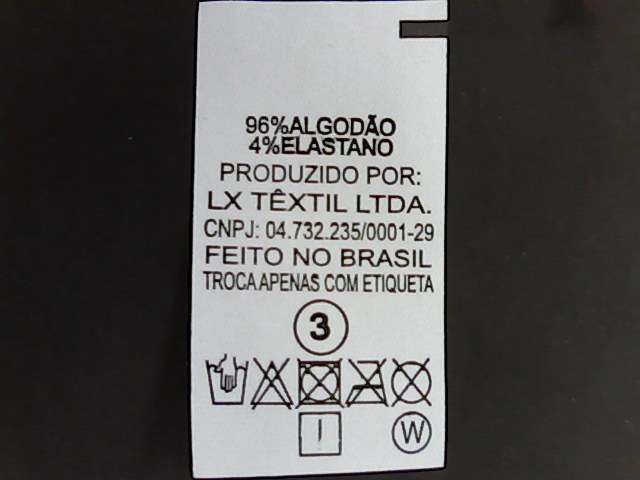 96%ALGODÃO
4%ELASTANO
PRODUZIDO POR:
LX TÊXTIL LTDA.
CNPJ: 04.732.235/0001-29
FEITO NO BRASIL
TROCA APENAS COM ETIQUETA
3
W